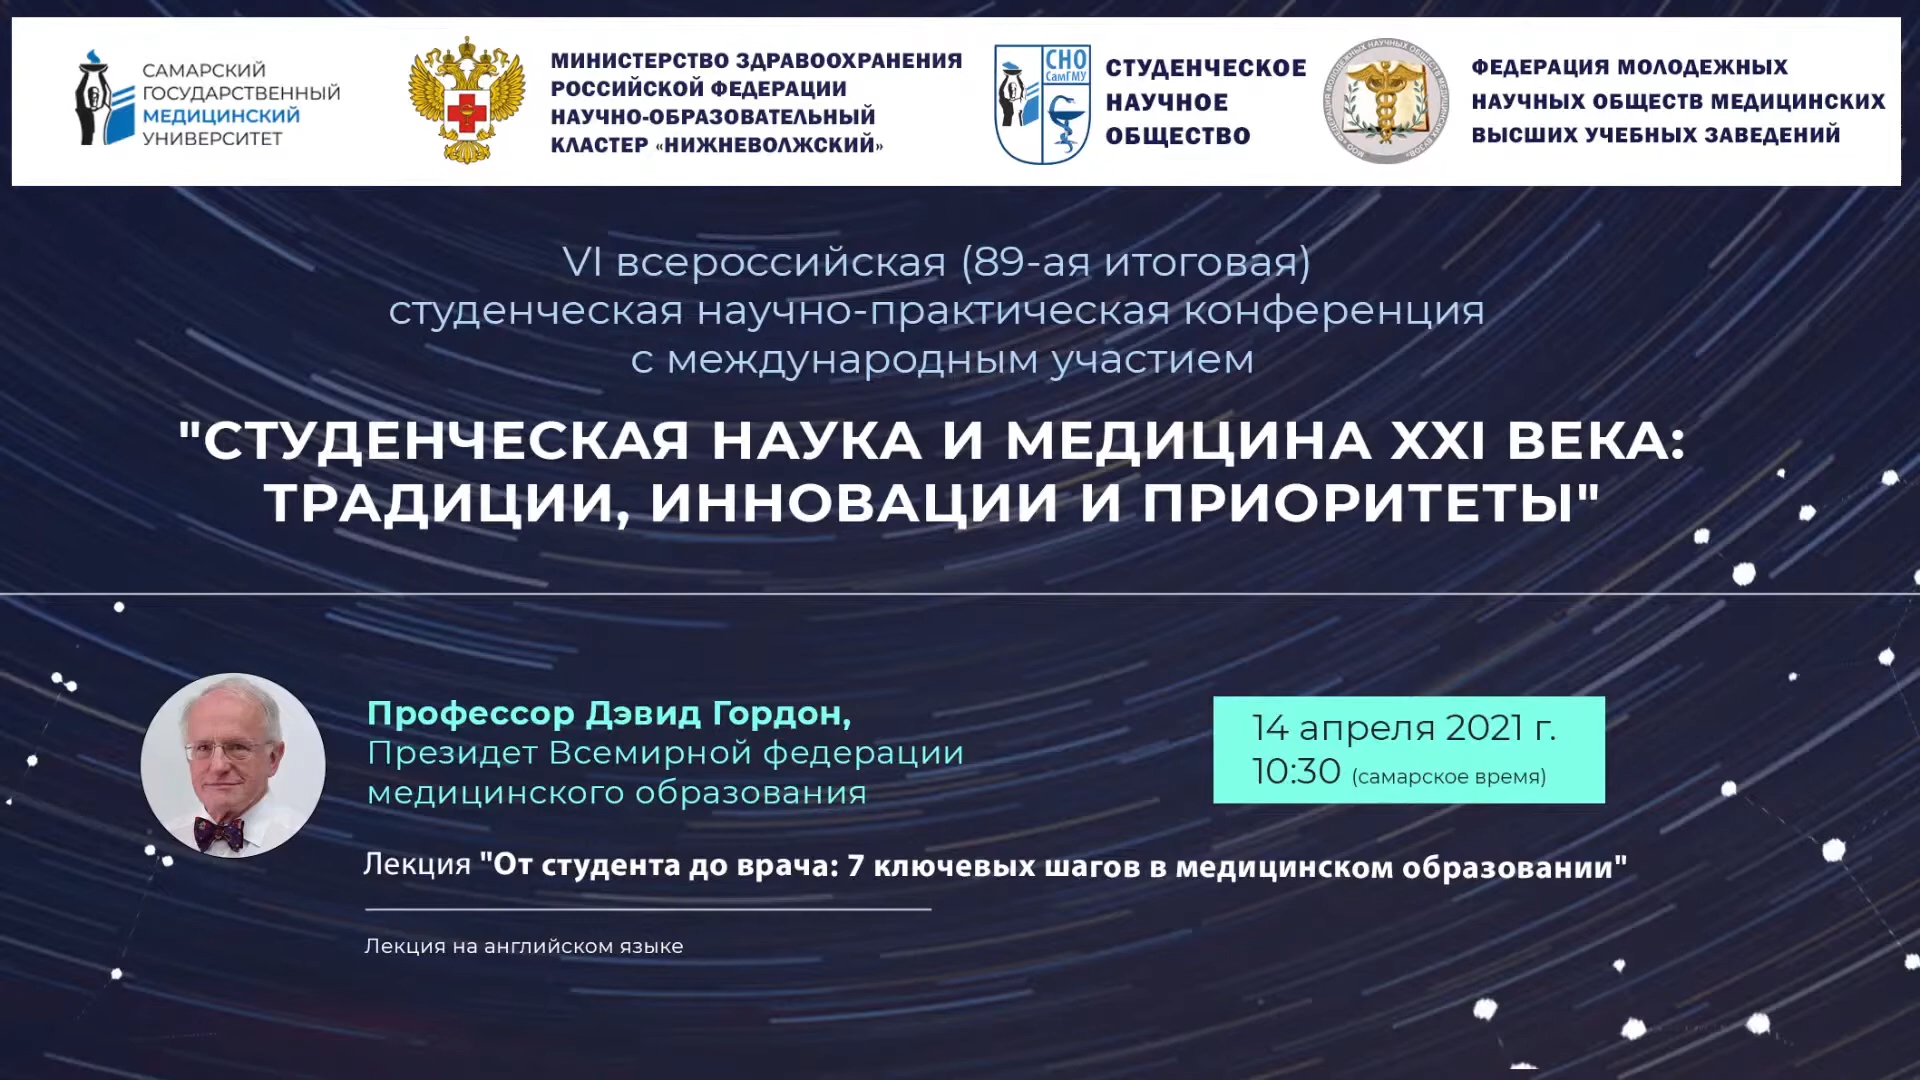 САМАРСКИЙ
ГОСУДАРСТВЕННЫЙ
МЕДИЦИНСКИЙ
УНИВЕРСИТЕТ
МИНИСТЕРСТВО ЗДРАВООХРАНЕНИЯ
РОССИЙСКОЙ ФЕДЕРАЦИИ
НАУЧНО-ОБРАЗОВАТЕЛЬНЫЙ
КЛАСТЕР «НИЖНЕВОЛЖСКИЙ»
СНО
СамГМУ
СТУДЕНЧЕСКОЕ
НАУЧНОЕ
ОБЩЕСТВО
ФЕДЕРАЦИЯ МОЛОДЕЖНЫХ
НАУЧНЫХ ОБЩЕСТВ МЕДИЦИНСКИХ
ВЫСШИХ УЧЕБНЫХ ЗАВЕДЕНИЙ
VI всероссийская (89-ая итоговая)
студенческая научно-практическая конференция
с международным участием
"СТУДЕНЧЕСКАЯ НАУКА И МЕДИЦИНА XXI ВЕКА:
ТРАДИЦИИ, ИННОВАЦИИ И ПРИОРИТЕТЫ"
Профессор Дэвид Гордон,
Президет Всемирной федерации
медицинского образования
14 апреля 2021 г.
10:30 (самарское время)
Лекция "От студента до врача: 7 ключевых шагов в медицинском образовании"
Лекция на английском языке